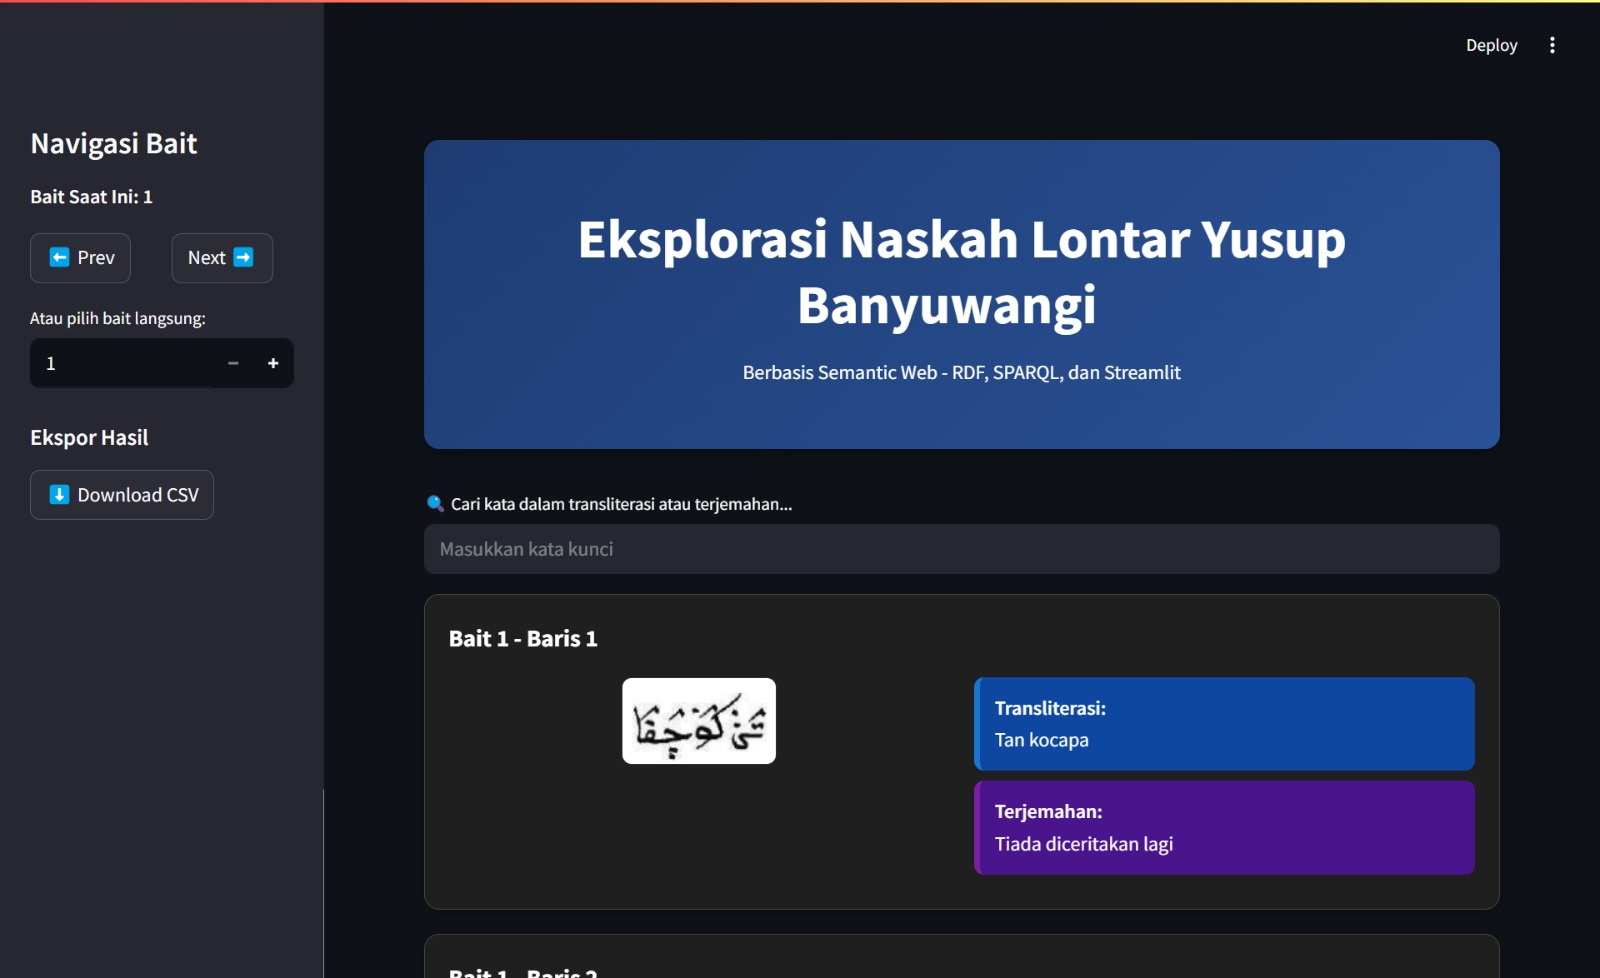 Deploy
Navigasi Bait
Bait Saat Ini: 1
⬅️ Prev
Next ➡️
Atau pilih bait langsung:
1
− +
Ekspor Hasil
⬇️ Download CSV
Eksplorasi Naskah Lontar Yusup
Banyuwangi
Berbasis Semantic Web - RDF, SPARQL, dan Streamlit
🔍 Cari kata dalam transliterasi atau terjemahan...
Masukkan kata kunci
Bait 1 - Baris 1
Transliterasi:
Tan kocapa
Terjemahan:
Tiada diceritakan lagi
Bait 1 - Baris 2